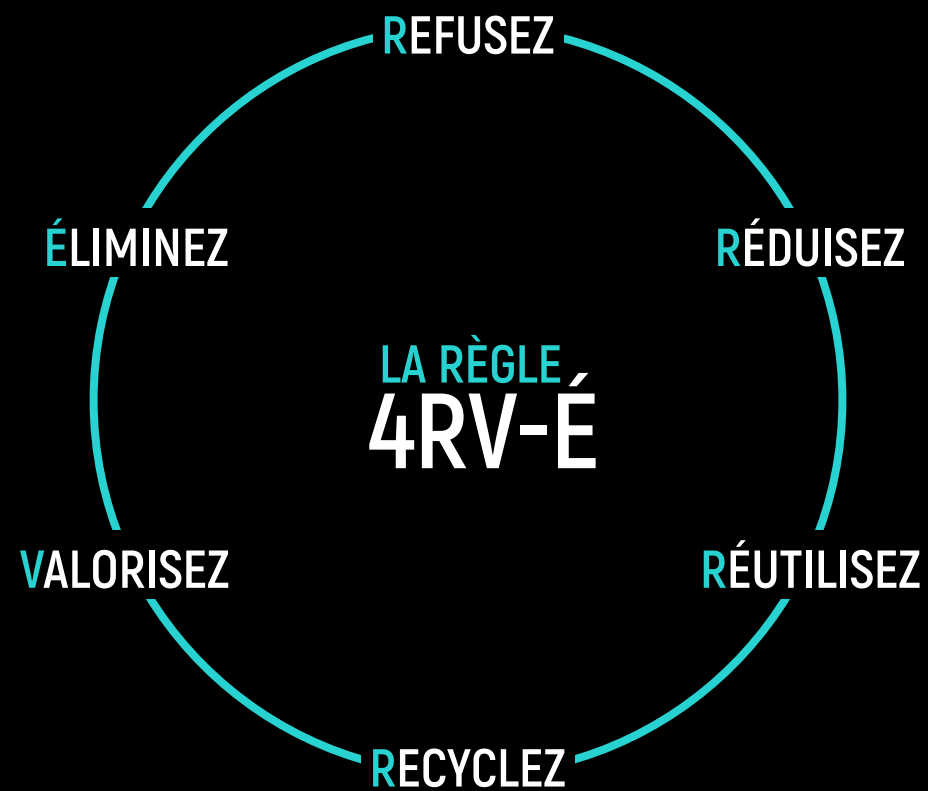 REFUSEZ
ÉLIMINEZ
RÉDUISEZ
LA RÈGLE
4RV-É
VALORISEZ
RÉUTILISEZ
RECYCLEZ